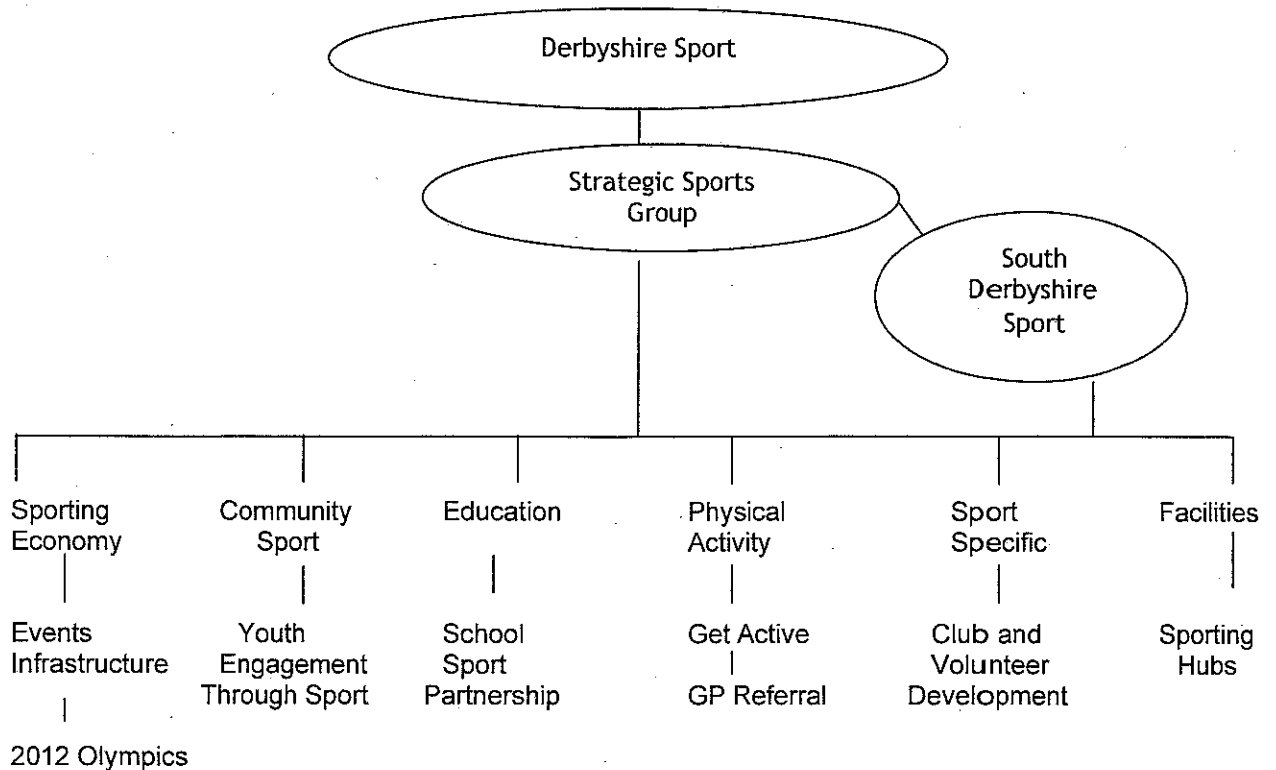 Derbyshire Sport
Strategic Sports
Group
South
Derbyshire
Sport
Sporting
Economy
Community
Sport
Education
Physical
Activity
Sport
Specific
Facilities
Events
Infrastructure
Youth
Engagement
Through Sport
School
Sport
Partnership
Get Active
GP Referral
Club and
Volunteer
Development
Sporting
Hubs
2012 Olympics